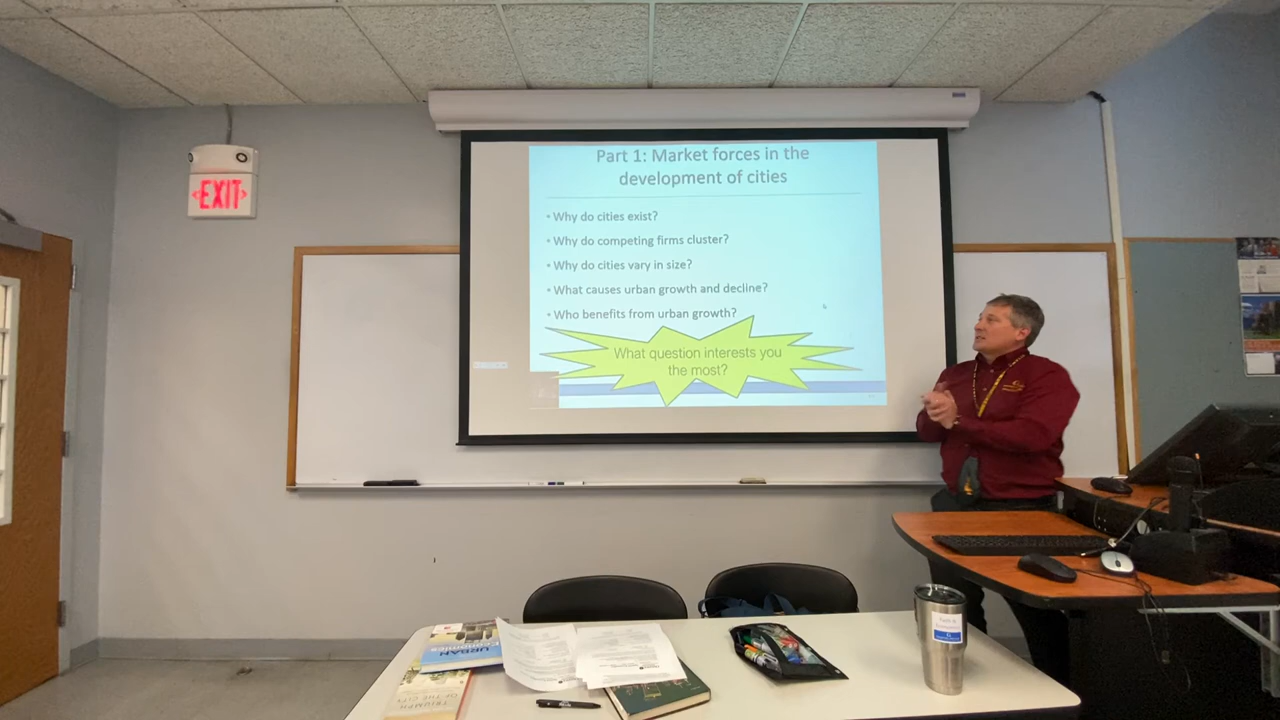 Part 1: Market forces in the
development of cities
• Why do cities exist?
• Why do competing firms cluster?
• Why do cities vary in size?
• What causes urban growth and decline?
• Who benefits from urban growth?
What question interests you
the most?
EXIT
URBAN
Economics
TRIUMPH
OF THE CITY